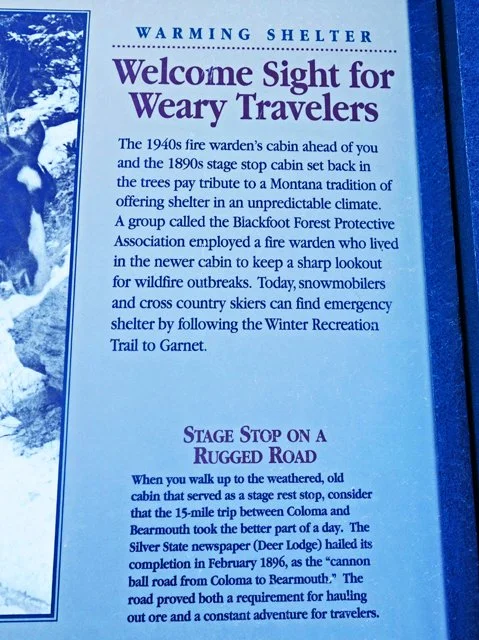 WARMING SHELTER
Welcome Sight for
Weary Travelers
The 1940s fire warden's cabin ahead of you
and the 1890s stage stop cabin set back in
the trees pay tribute to a Montana tradition of
offering shelter in an unpredictable climate.
A group called the Blackfoot Forest Protective
Association employed a fire warden who lived
in the newer cabin to keep a sharp lookout
for wildfire outbreaks. Today, snowmobilers
and cross country skiers can find emergency
shelter by following the Winter Recreation
Trail to Garnet.
STAGE STOP ON A
RUGGED ROAD
When you walk up to the weathered, old
cabin that served as a stage rest stop, consider
that the 15-mile trip between Coloma and
Bearmouth took the better part of a day. The
Silver State newspaper (Deer Lodge) hailed its
completion in February 1896, as the "cannon
ball road from Coloma to Bearmouth." The
road proved both a requirement for hauling
out ore and a constant adventure for travelers.